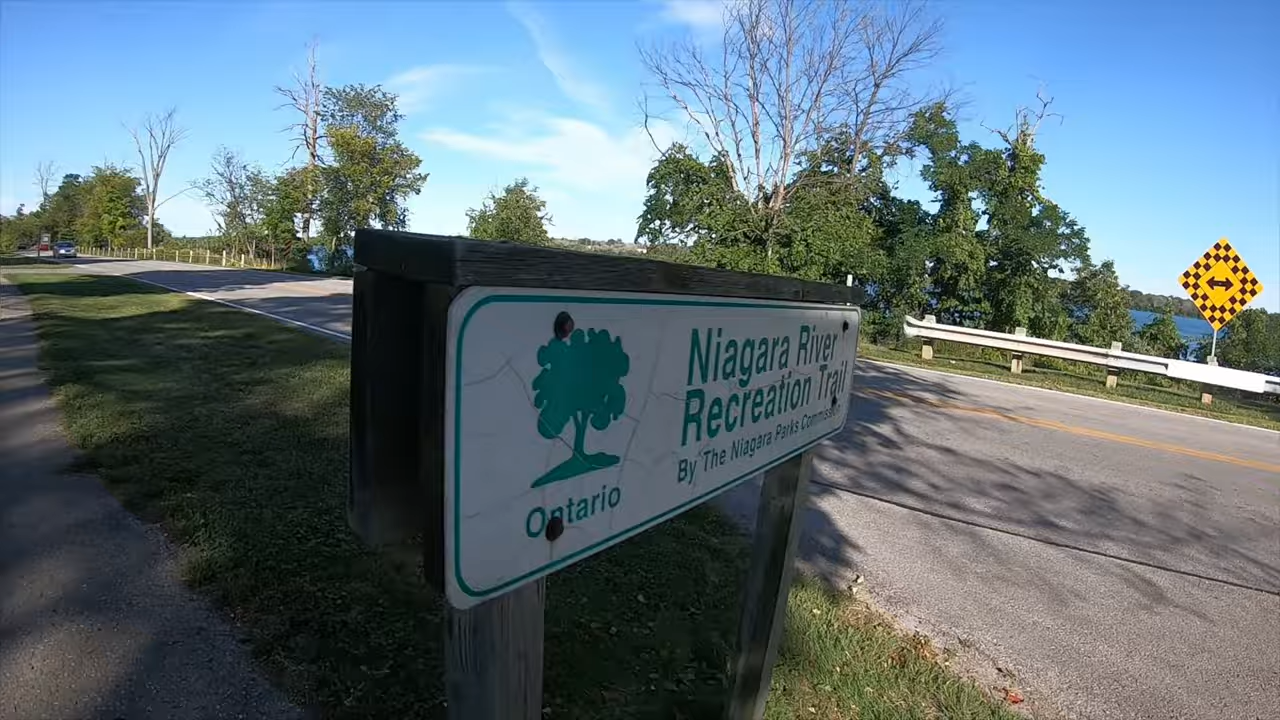 Niagara River
Recreation Trail
By The Niagara Parks Commission
Ontario